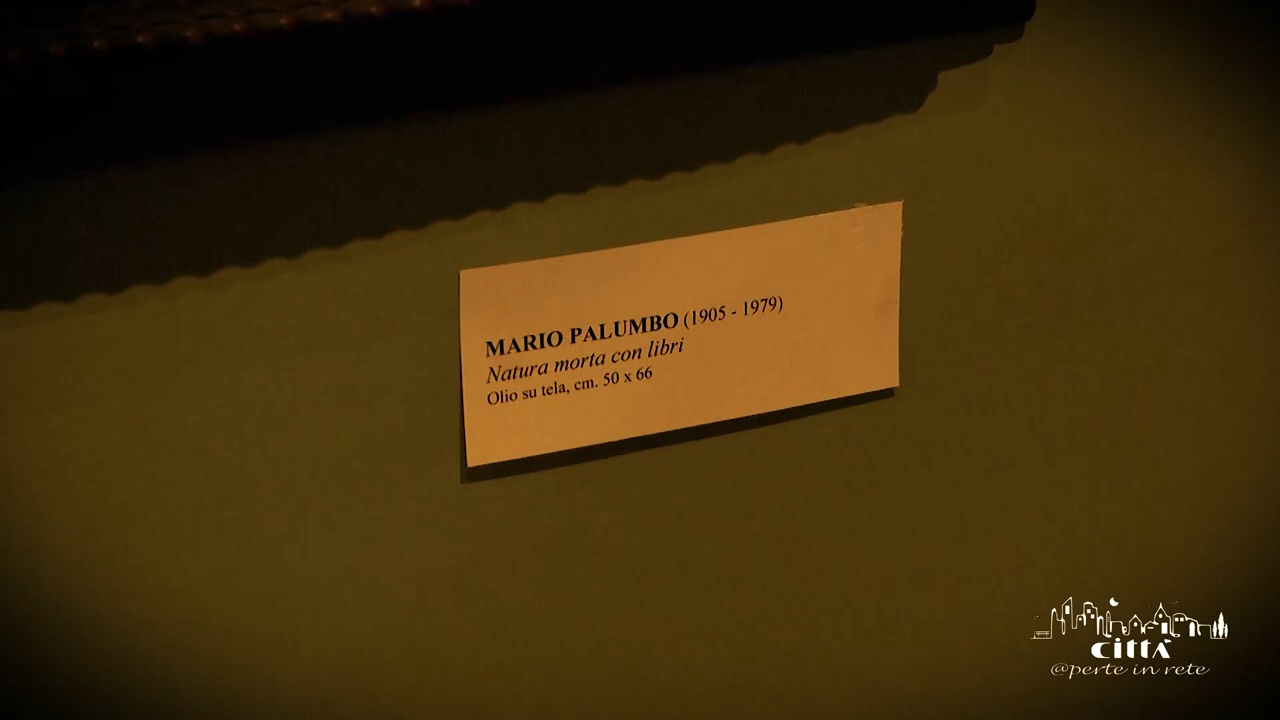 MARIO PALUMBO (1905 - 1979)
Natura morta con libri
Olio su tela, cm. 50 x 66
CITTÀ
@perte in rete